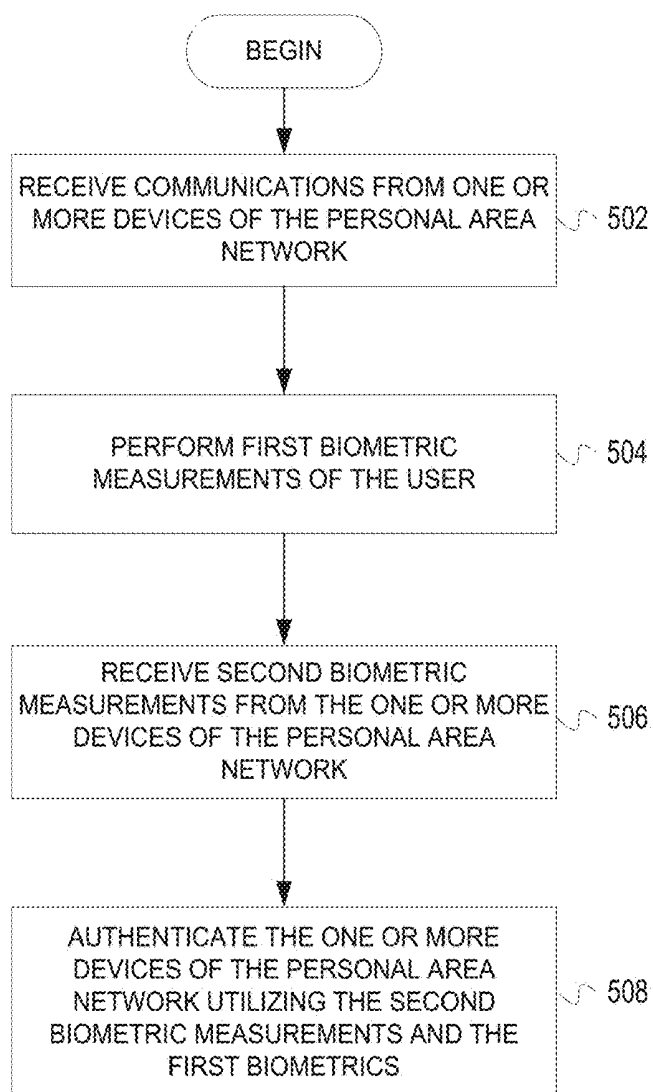 BEGIN
RECEIVE COMMUNICATIONS FROM ONE OR
MORE DEVICES OF THE PERSONAL AREA
NETWORK
502
PERFORM FIRST BIOMETRIC
MEASUREMENTS OF THE USER
504
RECEIVE SECOND BIOMETRIC
MEASUREMENTS FROM THE ONE OR MORE
DEVICES OF THE PERSONAL AREA
NETWORK
506
AUTHENTICATE THE ONE OR MORE
DEVICES OF THE PERSONAL AREA
NETWORK UTILIZING THE SECOND
BIOMETRIC MEASUREMENTS AND THE
FIRST BIOMETRICS
508